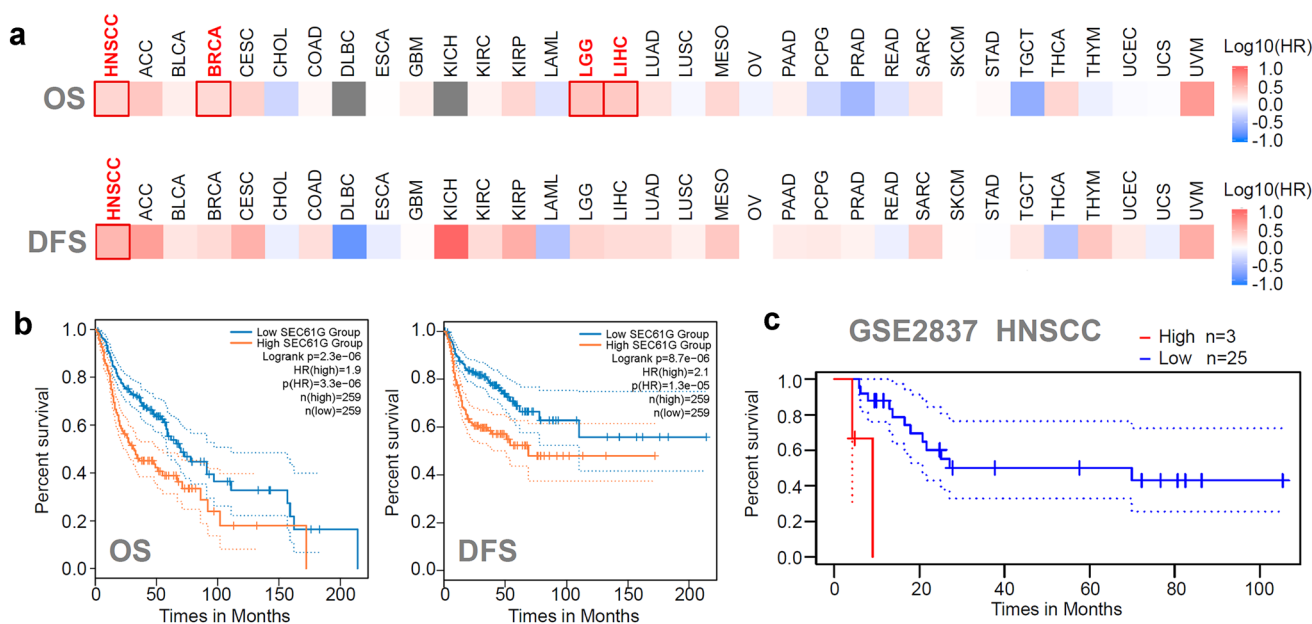 a
HNSCC ACC BLCA BRCA CESC CHOL COAD DLBC ESCA GBM KICH KIRC KIRP LAML LGG LIHC LUAD LUSC MESO OV PAAD PCPG PRAD READ SARC SKCM STAD TGCT THCA THYM UCEC UCS UVM
OS
Log10(HR)
1.0
0.5
0.0
-0.5
-1.0
HNSCC ACC BLCA BRCA CESC CHOL COAD DLBC ESCA GBM KICH KIRC KIRP LAML LGG LIHC LUAD LUSC MESO OV PAAD PCPG PRAD READ SARC SKCM STAD TGCT THCA THYM UCEC UCS UVM
DFS
Log10(HR)
1.0
0.5
0.0
-0.5
-1.0
b
Low SEC61G Group
High SEC61G Group
Logrank p=2.3e-06
HR(high)=1.9
p(HR)=3.3e-06
n(high)=259
n(low)=259
Percent survival
1.0
0.8
0.6
0.4
0.2
0.0
OS
0 50 100 150 200
Times in Months
Low SEC61G Group
High SEC61G Group
Logrank p=8.7e-06
HR(high)=2.1
p(HR)=1.3e-05
n(high)=259
n(low)=259
Percent survival
1.0
0.8
0.6
0.4
0.2
0.0
DFS
0 50 100 150 200
Times in Months
c
GSE2837 HNSCC
High n=3
Low n=25
Percent survival
1.0
0.8
0.6
0.4
0.2
0.0
0 20 40 60 80 100
Times in Months